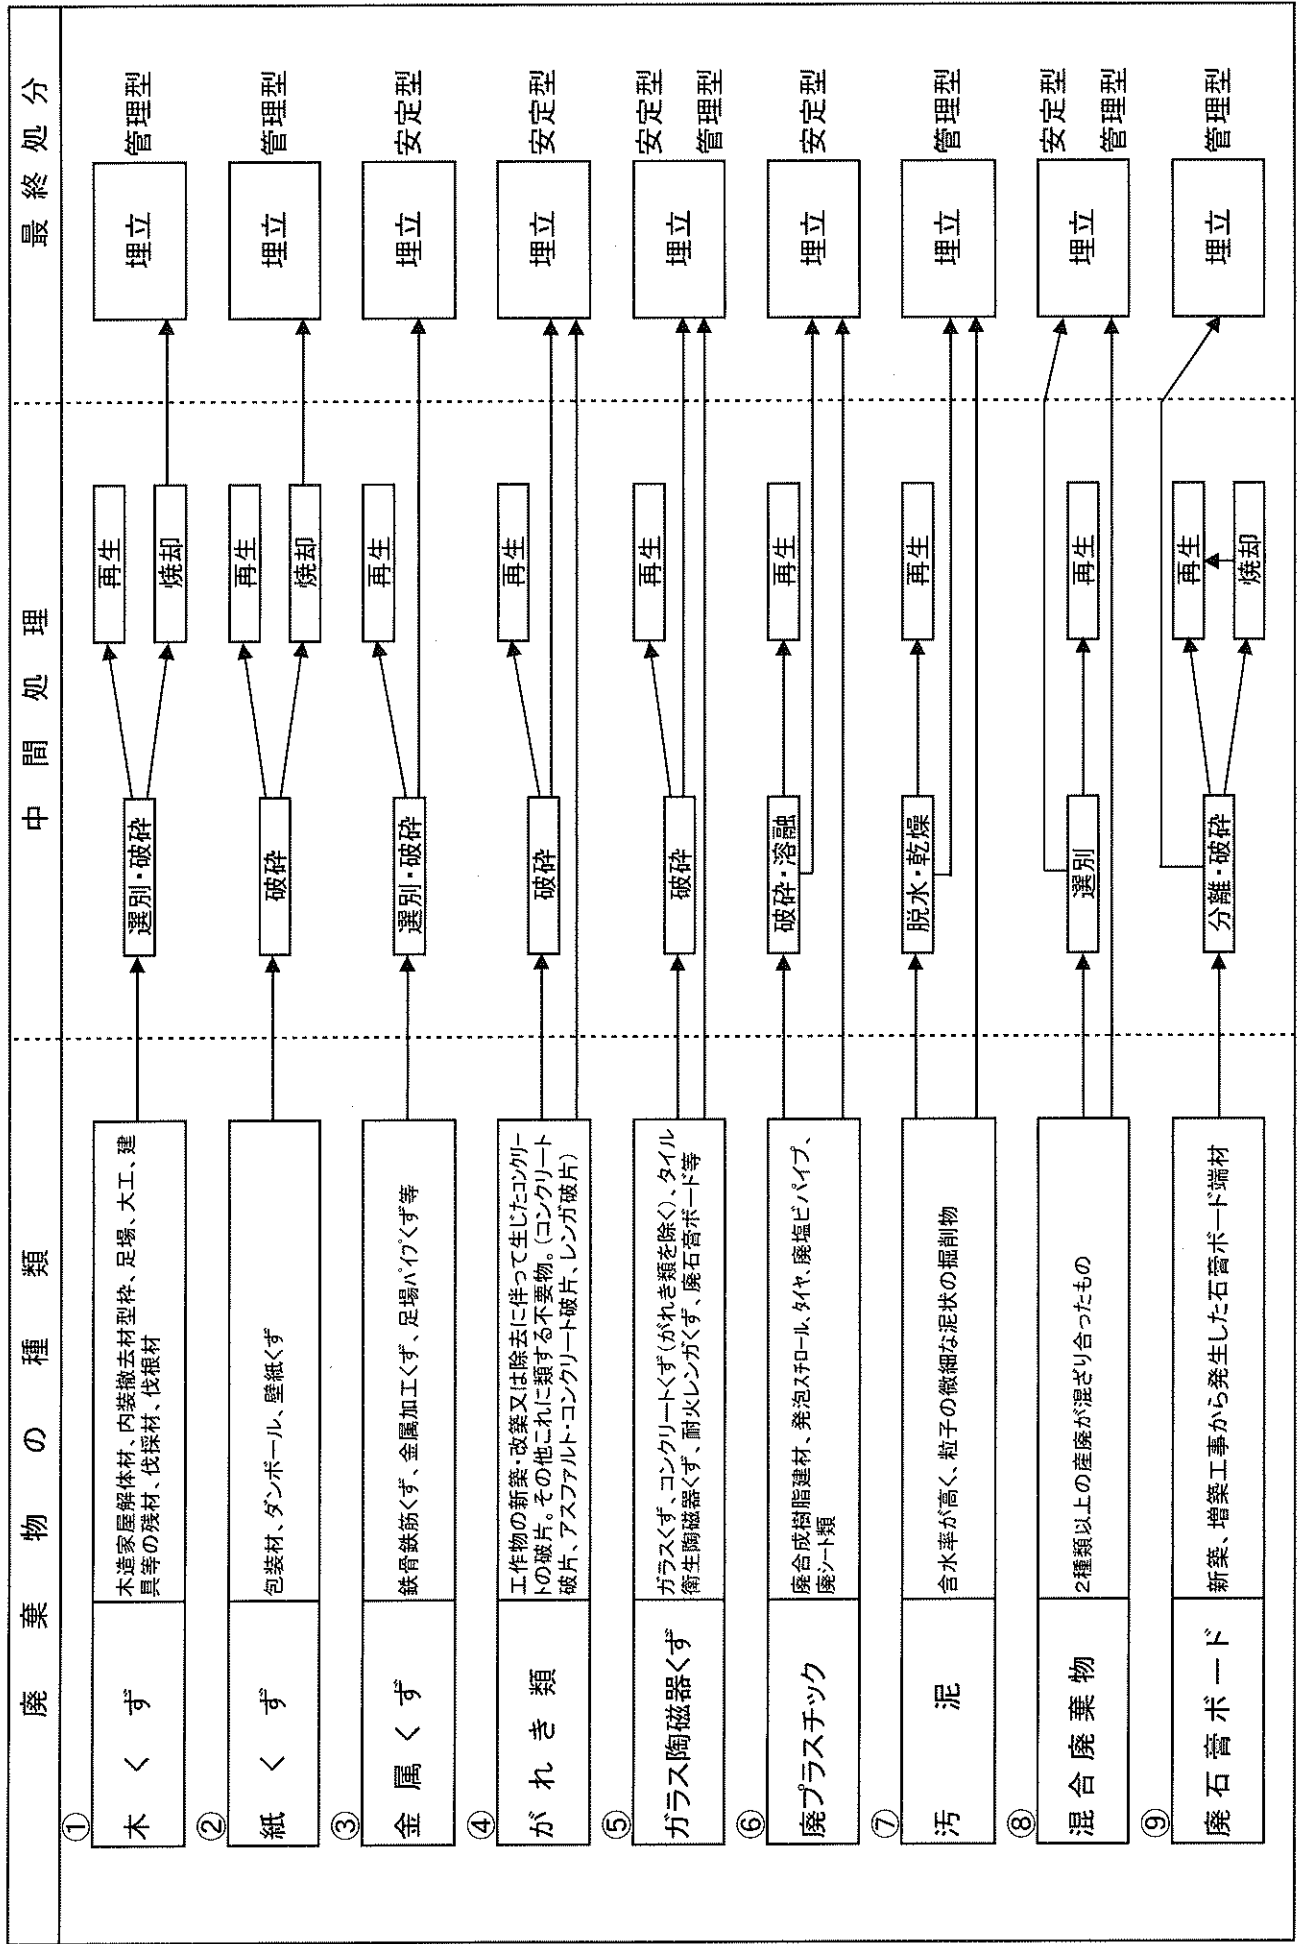 廃棄物の種類
中間処理
最終処分
①
木くず
木造家屋解体材、内装撤去材型枠、足場、大工、建
具等の残材、伐採材、伐根材
選別・破砕
再生
焼却
埋立
管理型
②
紙くず
包装材、ダンボール、壁紙くず
破砕
再生
焼却
埋立
管理型
③
金属くず
鉄骨鉄筋くず、金属加工くず、足場パイプくず等
選別・破砕
再生
埋立
安定型
④
がれき類
工作物の新築・改築又は除去に伴って生じたコンクリー
トの破片。その他これに類する不要物。(コンクリート
破片、アスファルト・コンクリート破片、レンガ破片)
破砕
再生
埋立
安定型
⑤
ガラス陶磁器くず
ガラスくず、コンクリートくず(がれき類を除く)、タイル
衛生陶磁器くず、耐火レンガくず、廃石膏ボード等
破砕
再生
埋立
安定型
管理型
⑥
廃プラスチック
廃合成樹脂建材、発泡スチロール、タイヤ、廃塩ビパイプ、
廃シート類
破砕・溶融
再生
埋立
安定型
⑦
汚泥
含水率が高く、粒子の微細な泥状の掘削物
脱水・乾燥
再生
埋立
管理型
⑧
混合廃棄物
2種類以上の産廃が混ざり合ったもの
選別
再生
埋立
安定型
管理型
⑨
廃石膏ボード
新築、増築工事から発生した石膏ボード端材
分離・破砕
再生
焼却
埋立
管理型